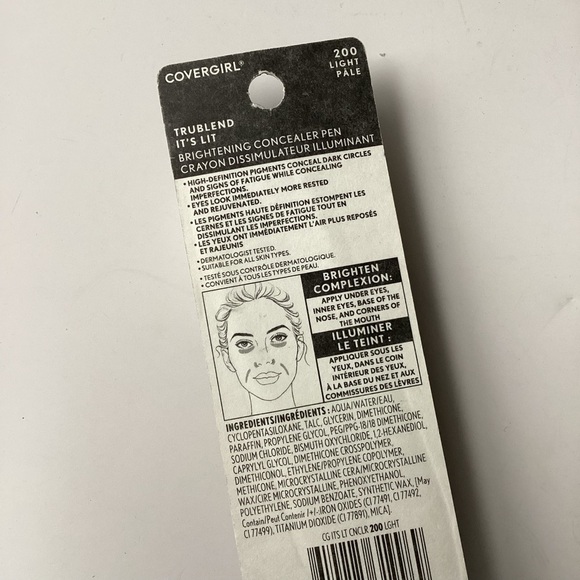 COVERGIRL®
200
LIGHT
PÂLE
TRUBLEND
IT'S LIT
BRIGHTENING CONCEALER PEN
CRAYON DISSIMULATEUR ILLUMINANT
• HIGH-DEFINITION PIGMENTS CONCEAL DARK CIRCLES
AND SIGNS OF FATIGUE WHILE CONCEALING
IMPERFECTIONS.
• EYES LOOK IMMEDIATELY MORE RESTED
AND REJUVENATED.
• LES PIGMENTS HAUTE DÉFINITION ESTOMPENT LES
CERNES ET LES SIGNES DE FATIGUE TOUT EN
DISSIMULANT LES IMPERFECTIONS.
• LES YEUX ONT IMMÉDIATEMENT L'AIR PLUS REPOSÉS
ET RAJEUNIS
• DERMATOLOGIST TESTED.
• SUITABLE FOR ALL SKIN TYPES.
• TESTÉ SOUS CONTRÔLE DERMATOLOGIQUE.
• CONVIENT À TOUS LES TYPES DE PEAU.
BRIGHTEN
COMPLEXION:
APPLY UNDER EYES,
INNER EYES, BASE OF THE
NOSE, AND CORNERS OF
THE MOUTH
ILLUMINER
LE TEINT :
APPLIQUER SOUS LES
YEUX, DANS LE COIN
INTÉRIEUR DES YEUX,
À LA BASE DU NEZ ET AUX
COMMISSURES DES LÈVRES
INGREDIENTS/INGRÉDIENTS : AQUA/WATER/EAU,
CYCLOPENTASILOXANE, TALC, GLYCERIN, DIMETHICONE,
PARAFFIN, PROPYLENE GLYCOL, PEG/PPG-18/18 DIMETHICONE,
SODIUM CHLORIDE, BISMUTH OXYCHLORIDE, 1,2-HEXANEDIOL,
CAPRYLYL GLYCOL, DIMETHICONE CROSSPOLYMER,
DIMETHICONOL, ETHYLENE/PROPYLENE COPOLYMER,
METHICONE, MICROCRYSTALLINE CERA/MICROCRYSTALLINE
WAX/CIRE MICROCRYSTALLINE, PHENOXYETHANOL,
POLYETHYLENE, SODIUM BENZOATE, SYNTHETIC WAX, [May
Contain/Peut Contenir /+(-):IRON OXIDES (CI 77491, CI 77492,
CI 77499), TITANIUM DIOXIDE (CI 77891), MICA].
CG ITS LT CNCLR 200 LGHT